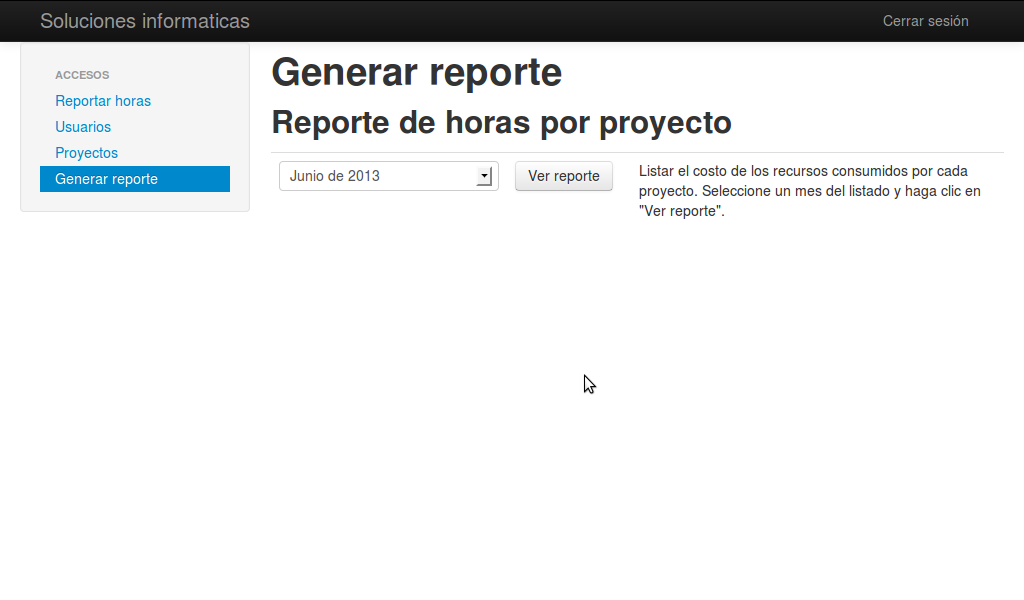 Soluciones informaticas
Cerrar sesión
ACCESOS
Reportar horas
Usuarios
Proyectos
Generar reporte
Generar reporte
Reporte de horas por proyecto
Junio de 2013
Ver reporte
Listar el costo de los recursos consumidos por cada
proyecto. Seleccione un mes del listado y haga clic en
"Ver reporte".